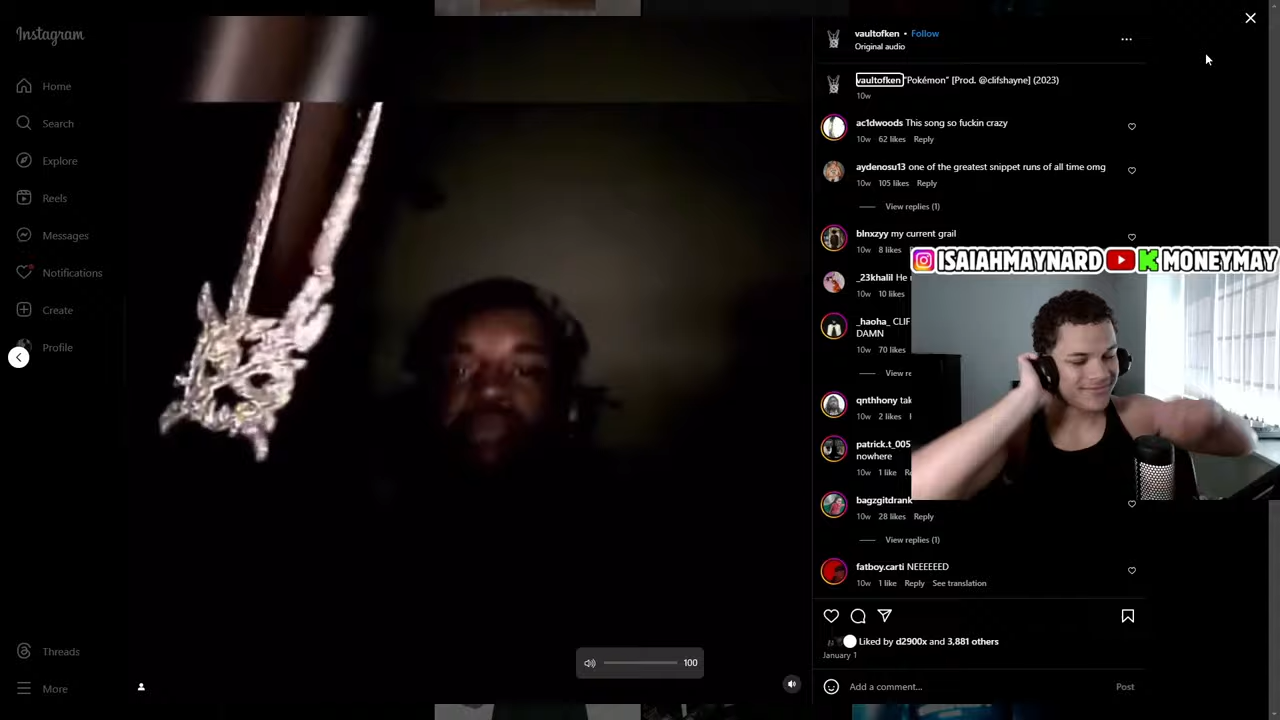 Instagram
Home
Search
Explore
Reels
Messages
Notifications
Create
Profile
Threads
More
100
vaultofken • Follow
Original audio
vaultofken "Pokémon" [Prod. @clifshayne] (2023)
10w
ac1dwoods This song so fuckin crazy
10w 62 likes Reply
aydenosu13 one of the greatest snippet runs of all time omg
10w 105 likes Reply
View replies (1)
blnxzyy my current grail
10w 8 likes
_23khalil He
10w 10 likes
_haoha_ CLIF
DAMN
10w 70 likes
View re
qnthhony tak
10w 2 likes
patrick.t_005
nowhere
10w 1 like Re
bagzgitdrank
10w 28 likes Reply
View replies (1)
fatboy.carti NEEEEEED
10w 1 like Reply See translation
Liked by d2900x and 3,881 others
January 1
Add a comment...
Post
ISAIAHMAYNARD K MONEYMAY